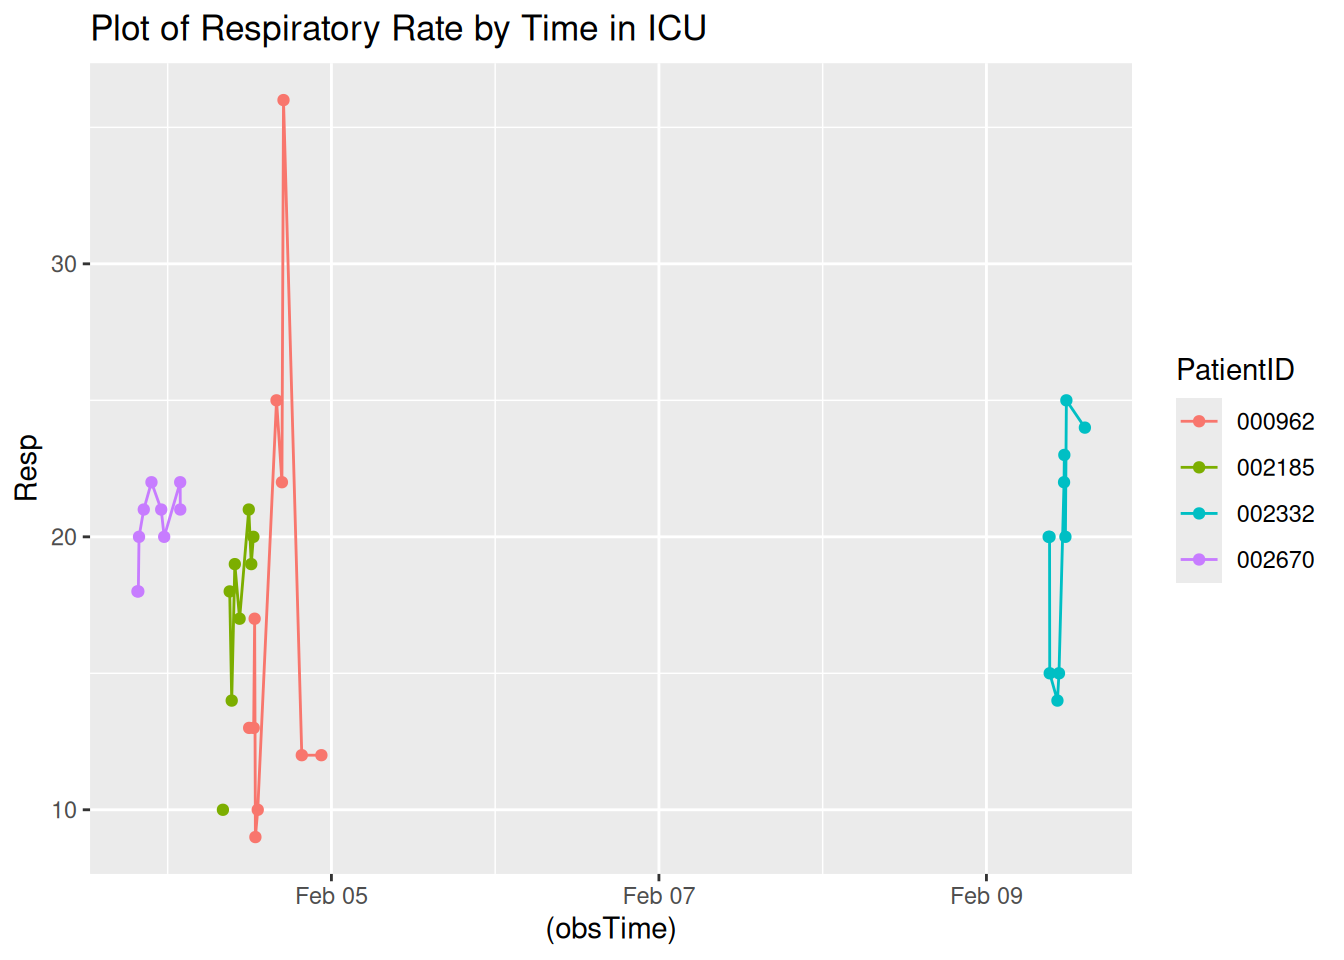 Plot of Respiratory Rate by Time in ICU
Resp
30
20
10
Feb 05
Feb 07
Feb 09
(obsTime)
PatientID
000962
002185
002332
002670